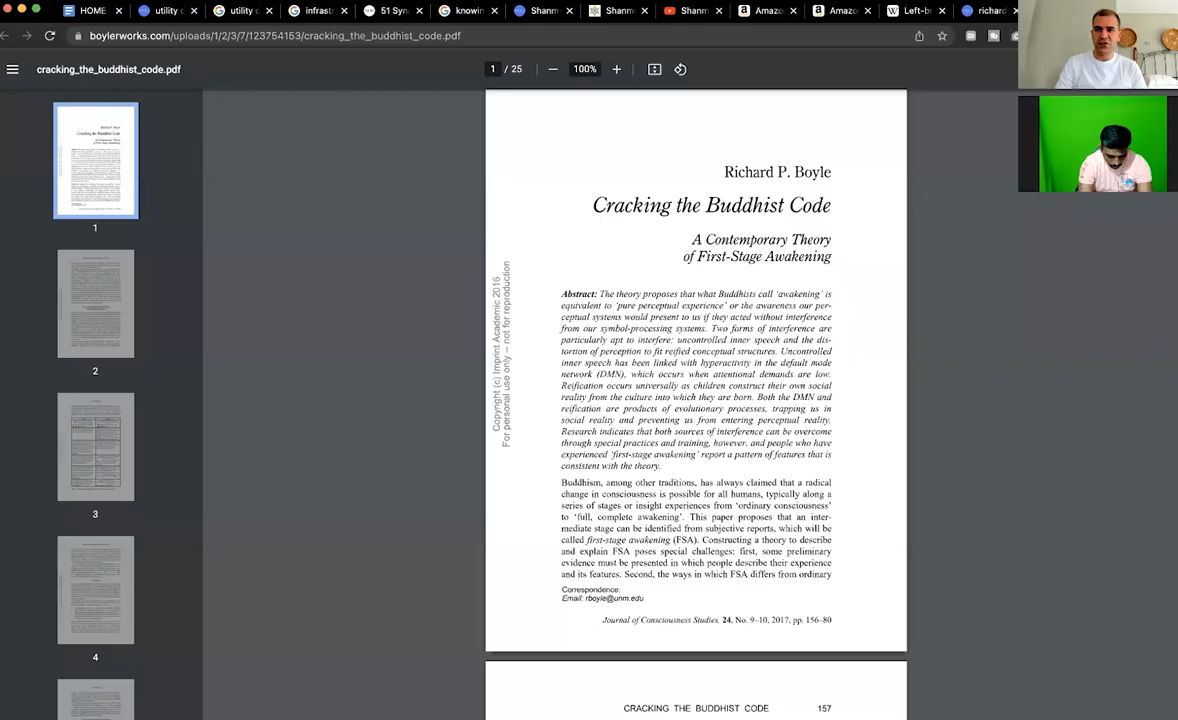 HOME
utility c
utility c
infrast
51 Syn
knowin
Shanm
Shanm
Shanm
Amazo
Amazo
Left-br
richard
boylerworks.com/uploads/1/2/3/7/123754153/cracking_the_buddhist_code.pdf
cracking_the_buddhist_code.pdf
1 / 25
100%
1
2
3
4
Richard P. Boyle
Cracking the Buddhist Code
A Contemporary Theory
of First-Stage Awakening
Copyright (c) Imprint Academic 2016
For personal use only -- not for reproduction
Abstract: The theory proposes that what Buddhists call ‘awakening’ is
equivalent to ‘pure perceptual experience’ or the awareness our per-
ceptual systems would present to us if they acted without interference
from our symbol-processing systems. Two forms of interference are
particularly apt to interfere: uncontrolled inner speech and the dis-
tortion of perception to fit reified conceptual structures. Uncontrolled
inner speech has been linked with hyperactivity in the default mode
network (DMN), which occurs when attentional demands are low.
Reification occurs universally as children construct their own social
reality from the culture into which they are born. Both the DMN and
reification are products of evolutionary processes, trapping us in
social reality and preventing us from entering perceptual reality.
Research indicates that both sources of interference can be overcome
through special practices and training, however, and people who have
experienced ‘first-stage awakening’ report a pattern of features that is
consistent with the theory.
Buddhism, among other traditions, has always claimed that a radical
change in consciousness is possible for all humans, typically along a
series of stages or insight experiences from ‘ordinary consciousness’
to ‘full, complete awakening’. This paper proposes that an inter-
mediate stage can be identified from subjective reports, which will be
called first-stage awakening (FSA). Constructing a theory to describe
and explain FSA poses special challenges: first, some preliminary
evidence must be presented in which people describe their experience
and its features. Second, the ways in which FSA differs from ordinary
Correspondence:
Email: rboyle@unm.edu
Journal of Consciousness Studies, 24, No. 9–10, 2017, pp. 156–80
CRACKING THE BUDDHIST CODE 157